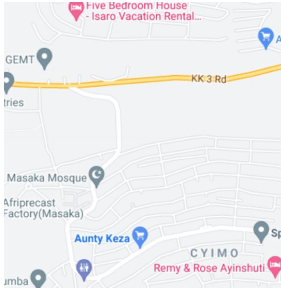 Five Bedroom House
- Isaro Vacation Rental...
GEMT
KK 3 Rd
tries
Masaka Mosque
Afriprecast
Factory(Masaka)
Aunty Keza
Sp
CYIMO
Remy & Rose Ayinshuti
umba